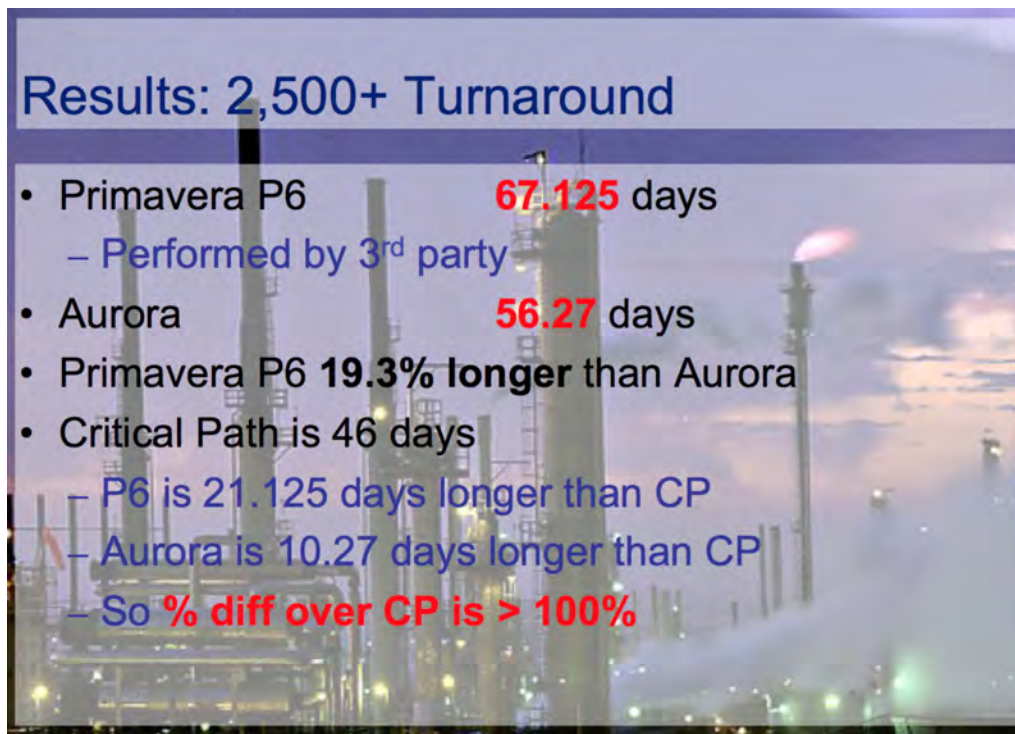 Results: 2,500+ Turnaround
• Primavera P6 67.125 days
– Performed by 3rd party
• Aurora 56.27 days
• Primavera P6 19.3% longer than Aurora
• Critical Path is 46 days
– P6 is 21.125 days longer than CP
– Aurora is 10.27 days longer than CP
– So % diff over CP is > 100%